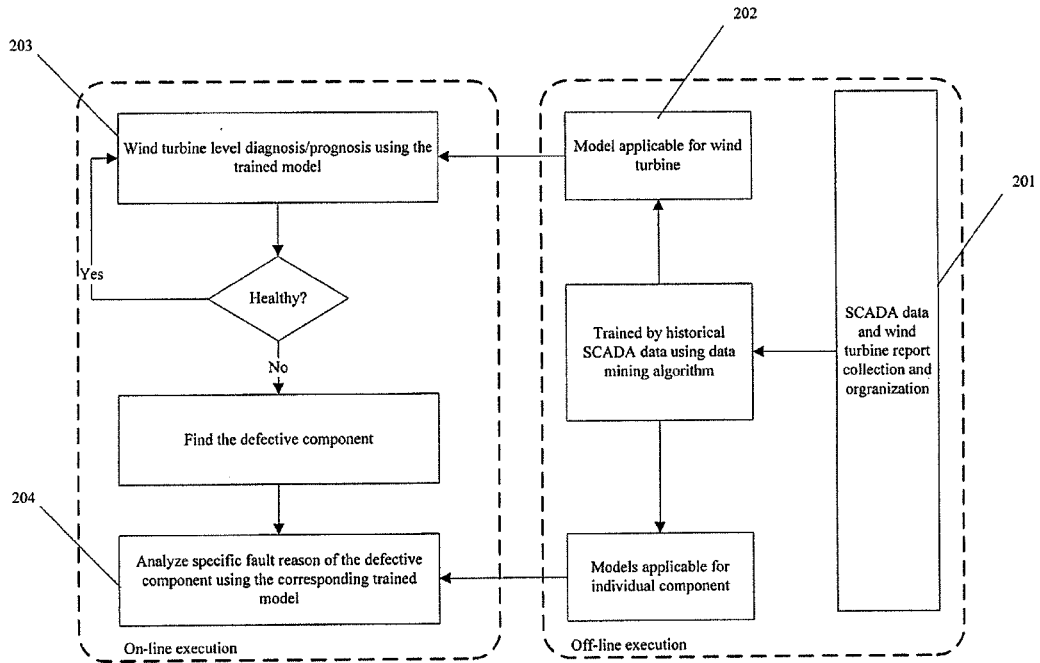 203
202
201
Wind turbine level diagnosis/prognosis using the
trained model
Model applicable for wind
turbine
Yes
Healthy?
No
Trained by historical
SCADA data using data
mining algorithm
SCADA data
and wind
turbine report
collection and
orgranization
Find the defective component
204
Analyze specific fault reason of the defective
component using the corresponding trained
model
Models applicable for
individual component
On-line execution
Off-line execution